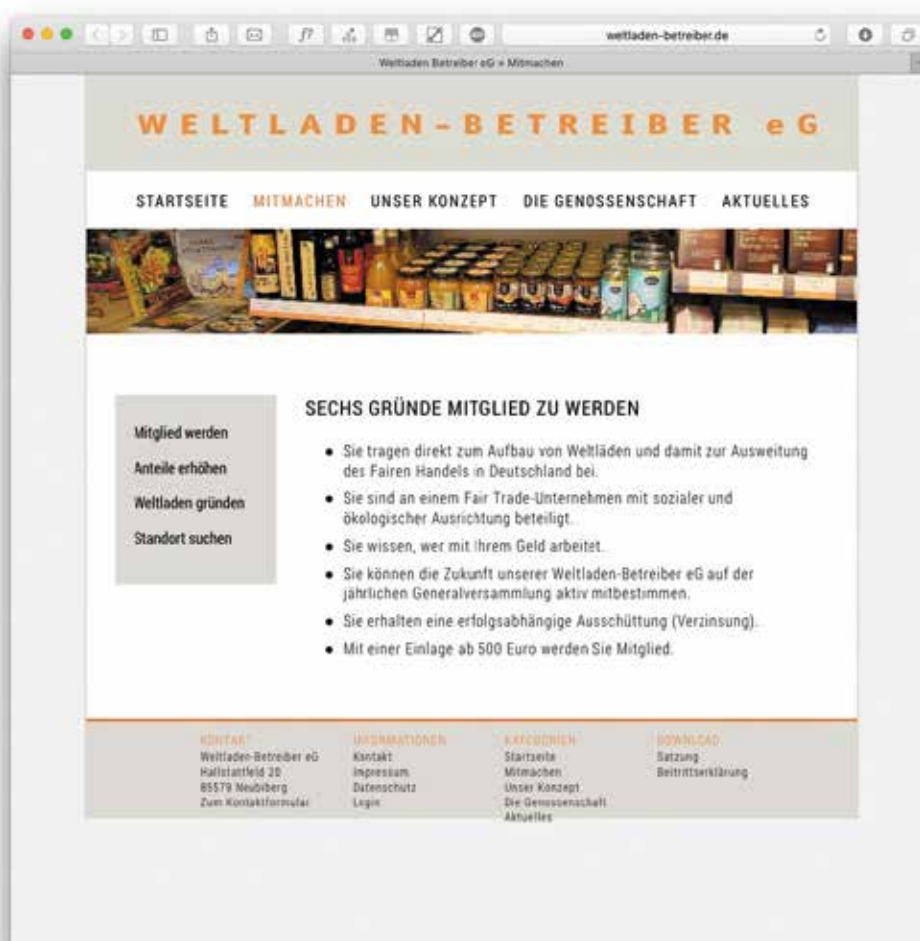 weltladen-betreiber.de
Weltladen Betreiber eG » Mitmachen
WELTLADEN-BETREIBER eG
STARTSEITE MITMACHEN UNSER KONZEPT DIE GENOSSENSCHAFT AKTUELLES
Mitglied werden
Anteile erhöhen
Weltladen gründen
Standort suchen
SECHS GRÜNDE MITGLIED ZU WERDEN
• Sie tragen direkt zum Aufbau von Weltläden und damit zur Ausweitung
des Fairen Handels in Deutschland bei.
• Sie sind an einem Fair Trade-Unternehmen mit sozialer und
ökologischer Ausrichtung beteiligt.
• Sie wissen, wer mit Ihrem Geld arbeitet.
• Sie können die Zukunft unserer Weltladen-Betreiber eG auf der
jährlichen Generalversammlung aktiv mitbestimmen.
• Sie erhalten eine erfolgsabhängige Ausschüttung (Verzinsung).
• Mit einer Einlage ab 500 Euro werden Sie Mitglied.
KONTAKT
Weltladen-Betreiber eG
Hallstattfeld 20
85579 Neubiberg
Zum Kontaktformular
INFORMATIONEN
Kontakt
Impressum
Datenschutz
Login
KATEGORIEN
Startseite
Mitmachen
Unser Konzept
Die Genossenschaft
Aktuelles
DOWNLOAD
Satzung
Beitrittserklärung